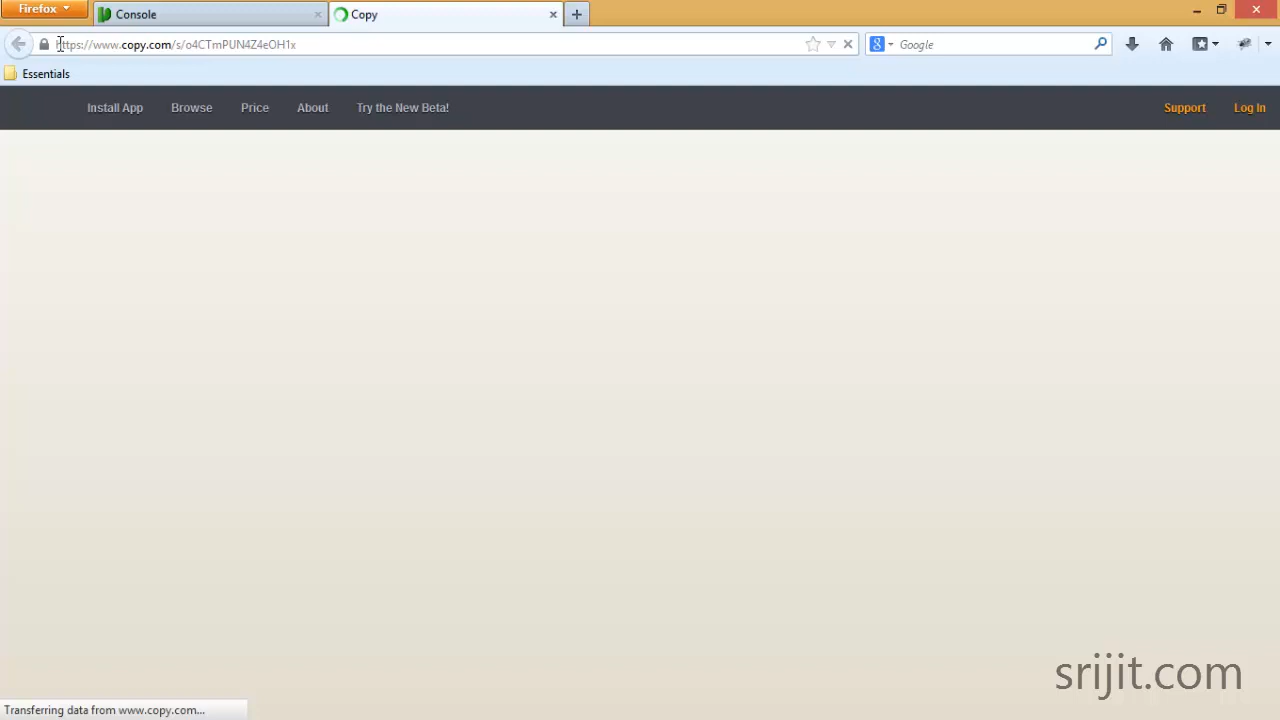 Firefox
Console
Copy
https://www.copy.com/s/o4CTmPUN4Z4eOH1x
Google
Essentials
Install App
Browse
Price
About
Try the New Beta!
Support
Log In
srijit.com
Transferring data from www.copy.com...